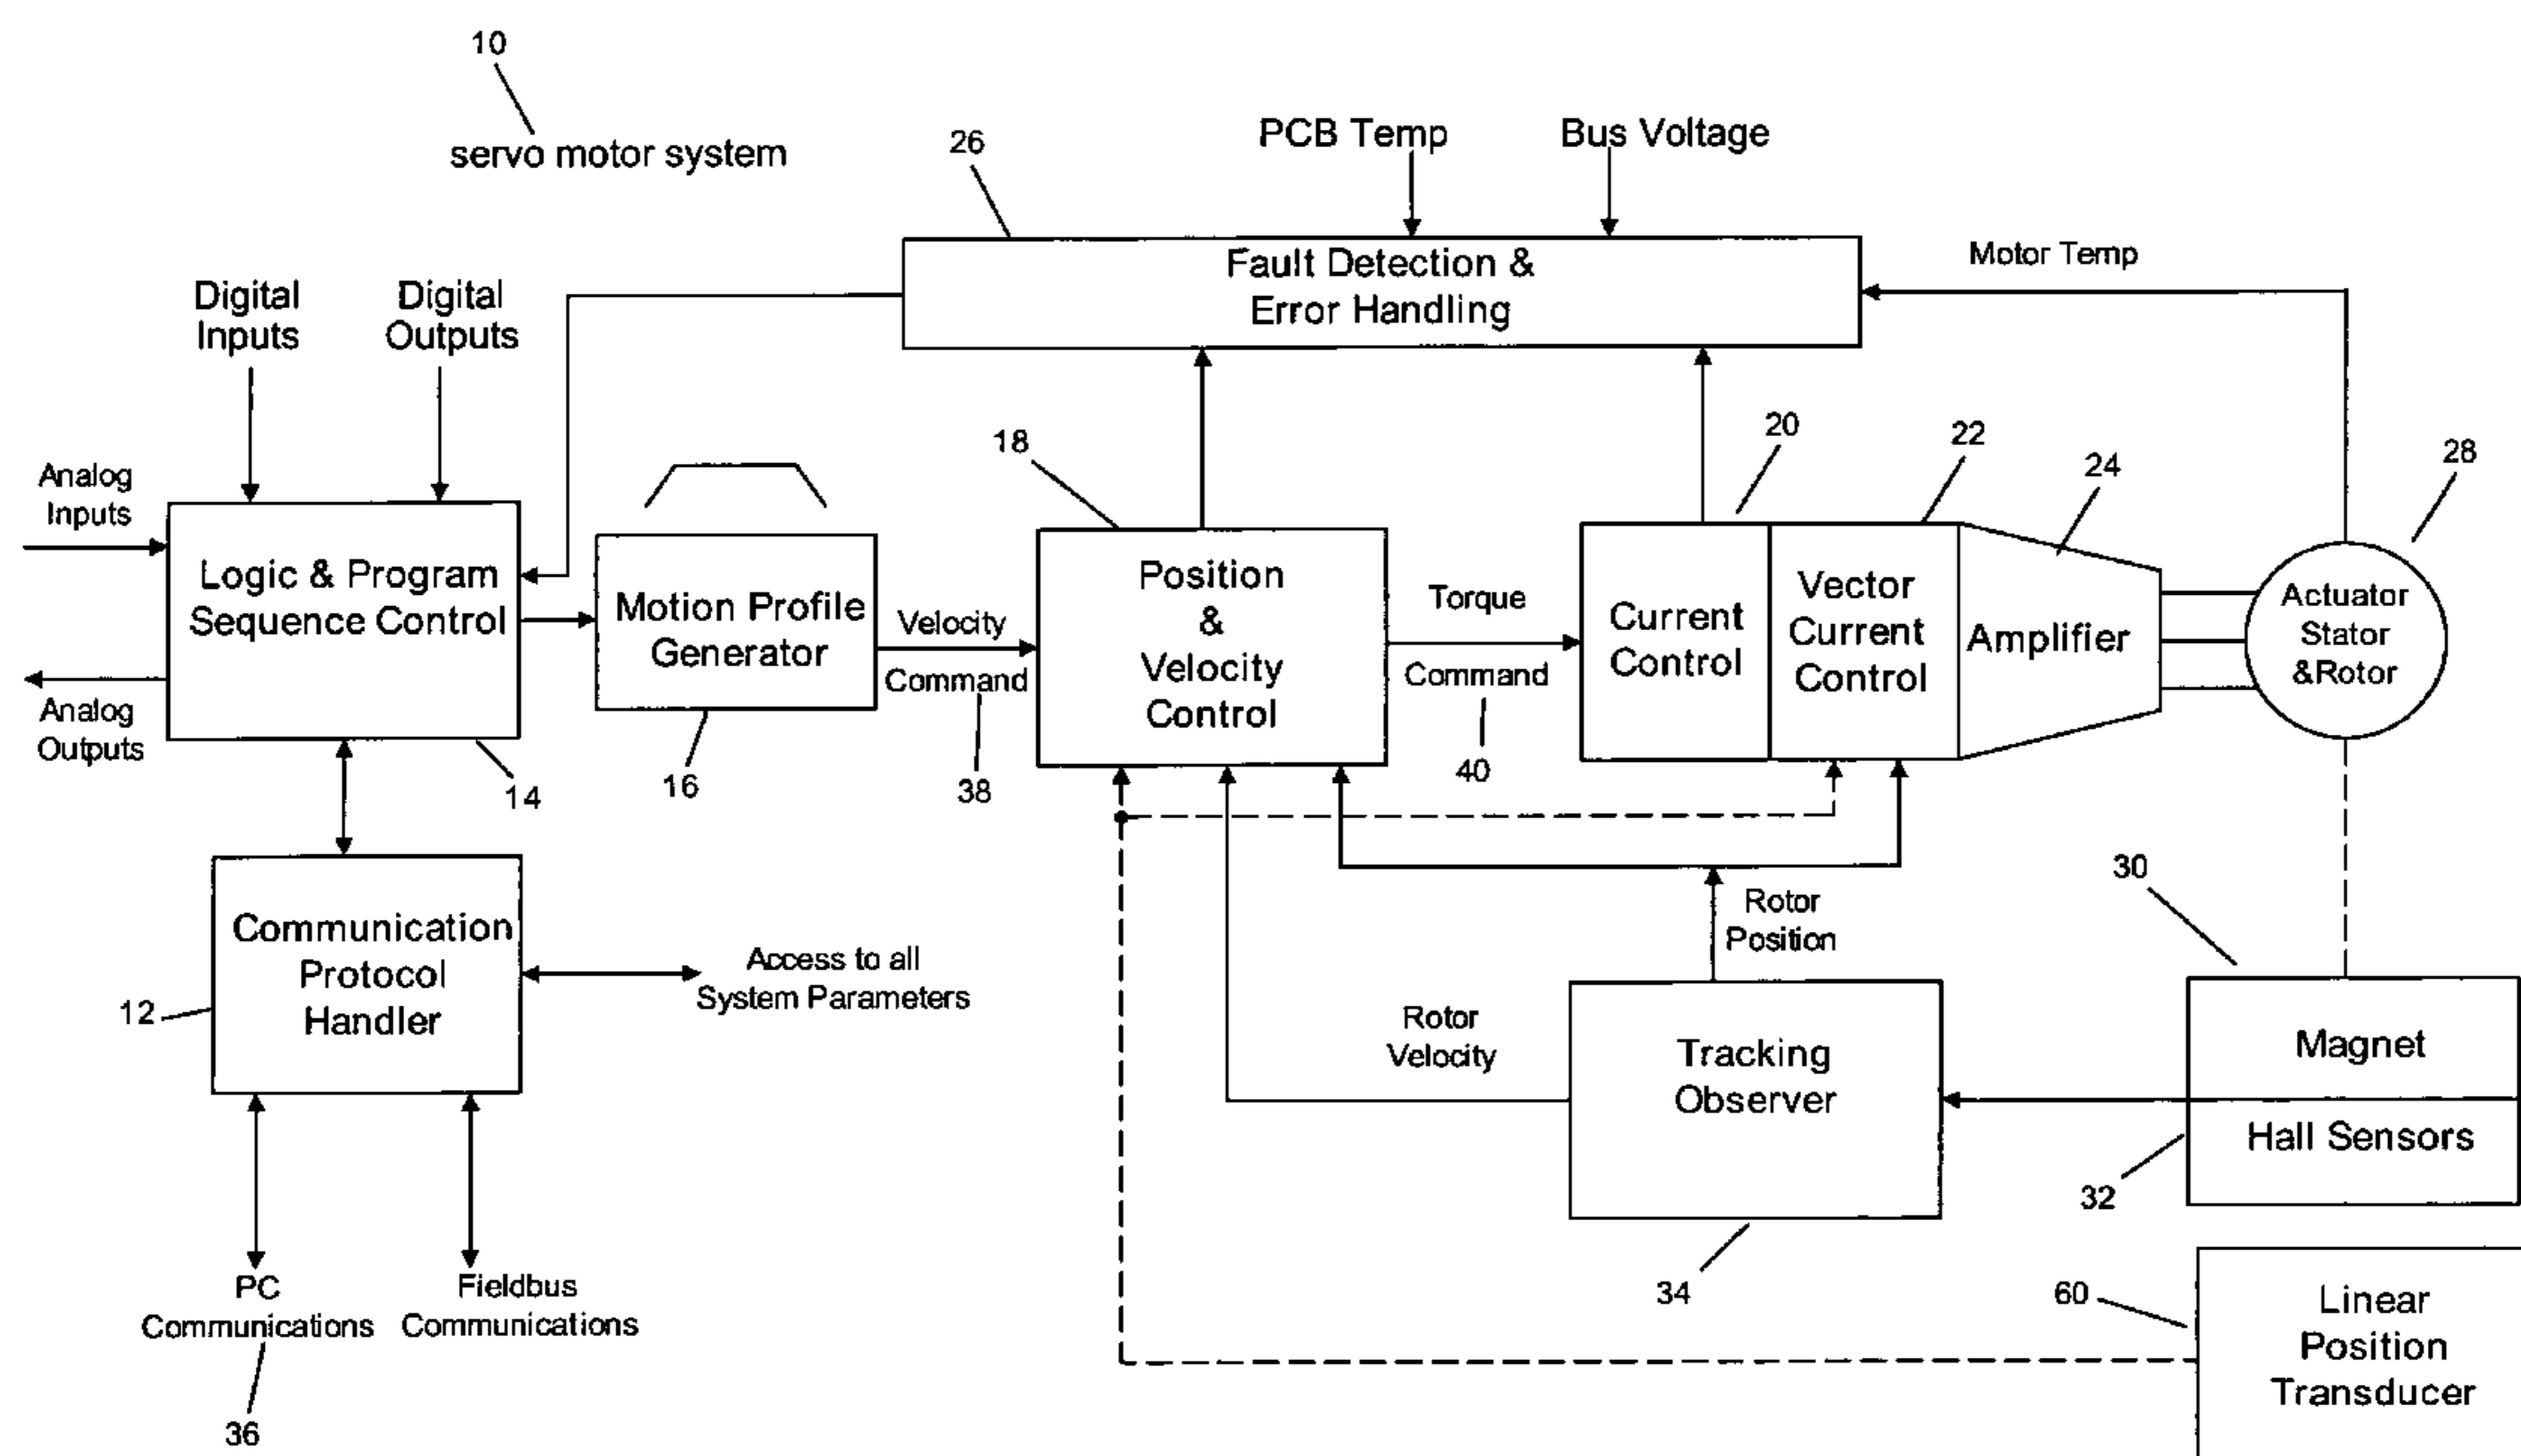 10
servo motor system
26
PCB Temp
Bus Voltage
Fault Detection &
Error Handling
Motor Temp
Digital
Inputs
Digital
Outputs
Analog
Inputs
Analog
Outputs
Logic & Program
Sequence Control
14
Motion Profile
Generator
16
Velocity
Command
38
18
Position
&
Velocity
Control
Torque
Command
40
20
Current
Control
22
Vector
Current
Control
24
Amplifier
28
Actuator
Stator
&Rotor
Communication
Protocol
Handler
12
Access to all
System Parameters
PC
Communications
36
Fieldbus
Communications
Rotor
Velocity
Rotor
Position
Tracking
Observer
34
30
Magnet
Hall Sensors
32
60
Linear
Position
Transducer